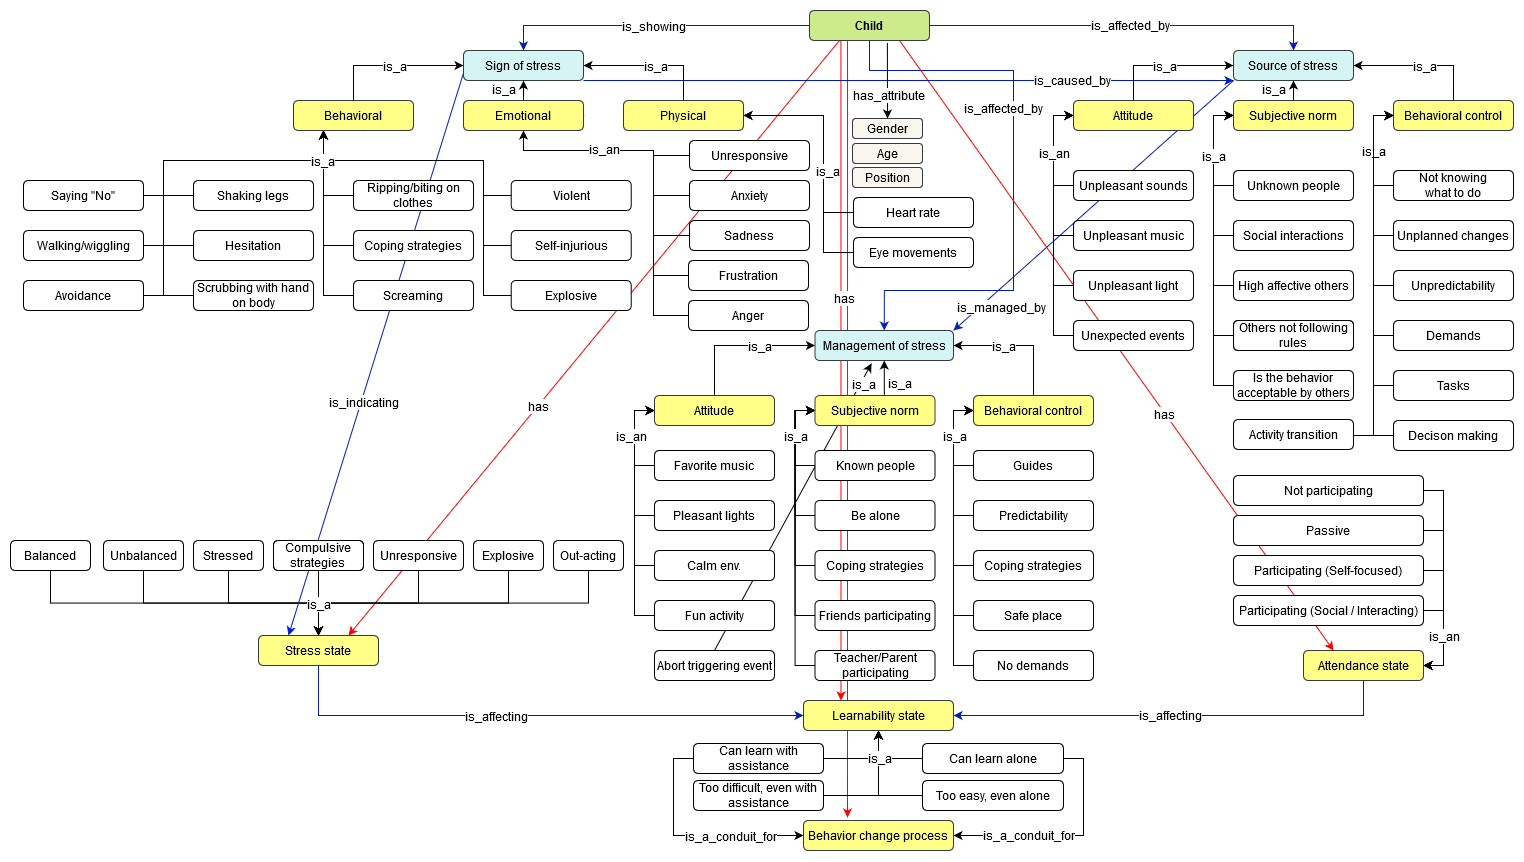 Child
is_showing
is_affected_by
Sign of stress
Source of stress
is_a
is_a
is_a
is_caused_by
is_a
is_a
is_a
has_attribute
is_affected_by
Behavioral
Emotional
Physical
Attitude
Subjective norm
Behavioral control
Gender
Age
Position
is_a
is_an
is_a
is_an
is_a
is_a
Unresponsive
Anxiety
Sadness
Frustration
Anger
Heart rate
Eye movements
Saying "No"
Shaking legs
Ripping/biting on
clothes
Violent
Walking/wiggling
Hesitation
Coping strategies
Self-injurious
Avoidance
Scrubbing with hand
on body
Screaming
Explosive
Unpleasant sounds
Unpleasant music
Unpleasant light
Unexpected events
Unknown people
Social interactions
High affective others
Others not following
rules
Is the behavior
acceptable by others
Activity transition
Not knowing
what to do
Unplanned changes
Unpredictability
Demands
Tasks
Decison making
has
is_managed_by
Management of stress
is_a
is_a
is_a
is_a
is_indicating
has
has
Attitude
Subjective norm
Behavioral control
is_an
is_a
is_a
Favorite music
Pleasant lights
Calm env.
Fun activity
Abort triggering event
Known people
Be alone
Coping strategies
Friends participating
Teacher/Parent
participating
Guides
Predictability
Coping strategies
Safe place
No demands
Not participating
Passive
Participating (Self-focused)
Participating (Social / Interacting)
is_an
Attendance state
Balanced
Unbalanced
Stressed
Compulsive
strategies
Unresponsive
Explosive
Out-acting
is_a
Stress state
is_affecting
Learnability state
is_affecting
Can learn with
assistance
is_a
Can learn alone
Too difficult, even with
assistance
Too easy, even alone
is_a_conduit_for
Behavior change process
is_a_conduit_for